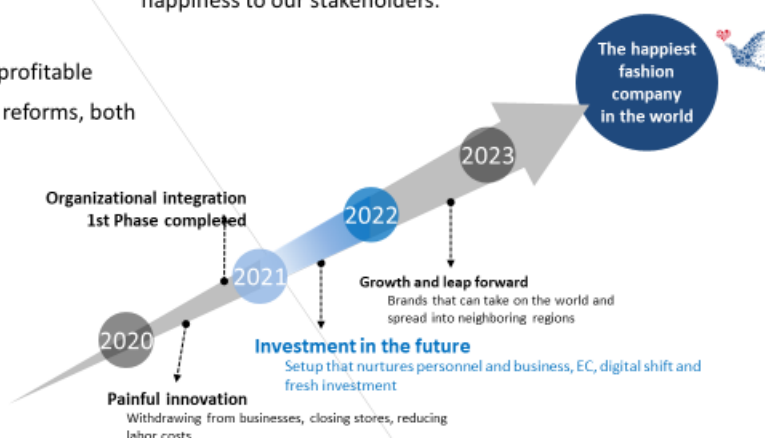 happiness to our stakeholders.
profitable
reforms, both
The happiest
fashion
company
in the world
2023
Organizational integration
1st Phase completed
2022
2021
Growth and leap forward
Brands that can take on the world and
spread into neighboring regions
2020
Investment in the future
Setup that nurtures personnel and business, EC, digital shift and
fresh investment
Painful innovation
Withdrawing from businesses, closing stores, reducing
labor costs